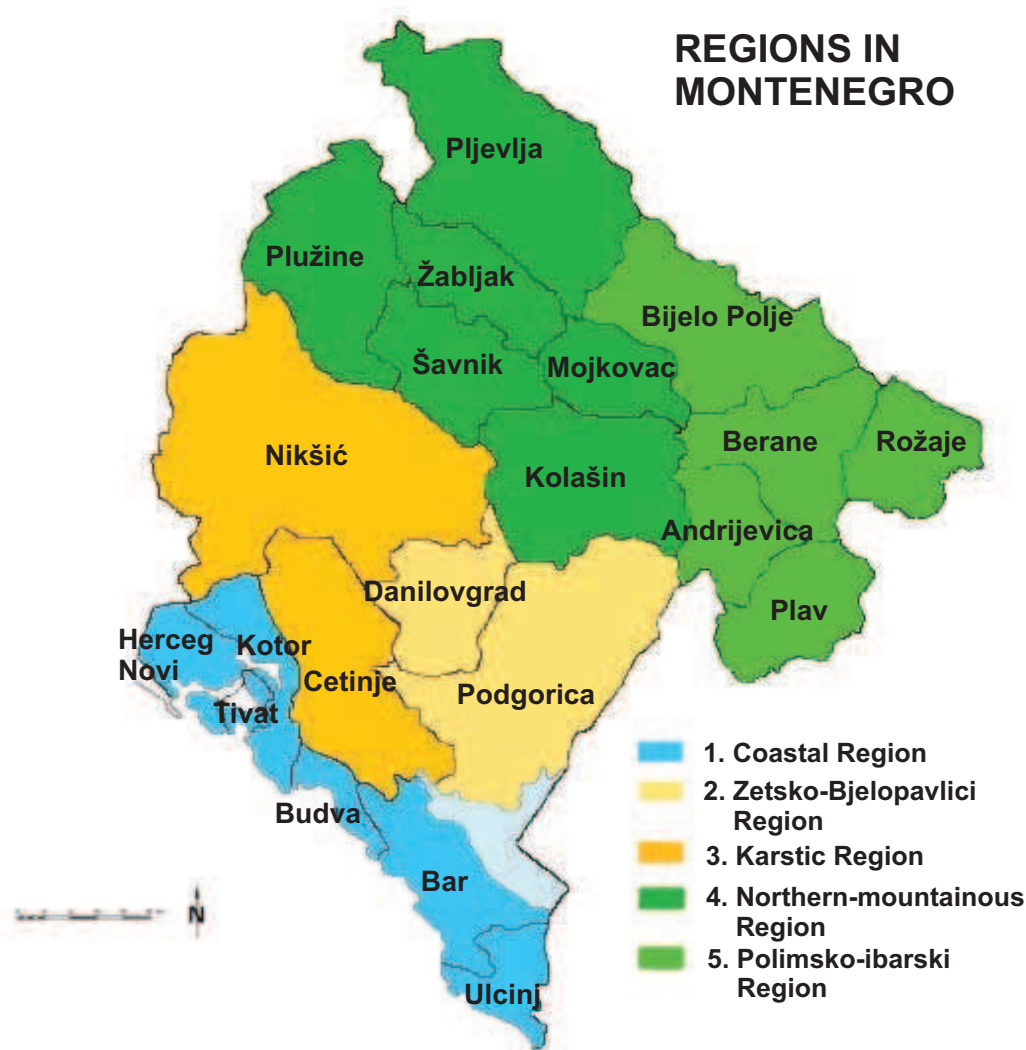 REGIONS IN
MONTENEGRO
Pljevlja
Plužine
Žabljak
Bijelo Polje
Šavnik
Mojkovac
Nikšić
Kolašin
Berane
Rožaje
Andrijevica
Danilovgrad
Plav
Herceg
Novi
Kotor
Cetinje
Podgorica
Tivat
Budva
Bar
Ulcinj
1. Coastal Region
2. Zetsko-Bjelopavlici
Region
3. Karstic Region
4. Northern-mountainous
Region
5. Polimsko-ibarski
Region
N